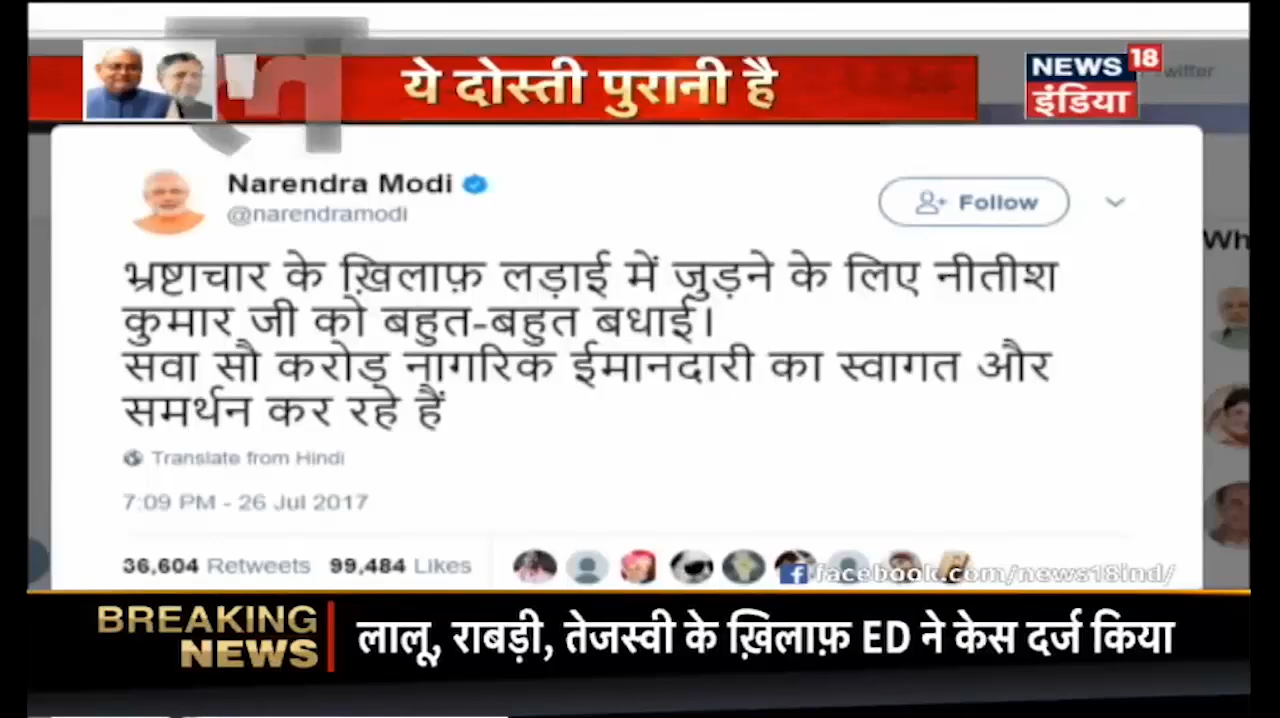 ये दोस्ती पुरानी है
NEWS 18
इंडिया
Narendra Modi
@narendramodi
Follow
भ्रष्टाचार के ख़िलाफ़ लड़ाई में जुड़ने के लिए नीतीश
कुमार जी को बहुत-बहुत बधाई।
सवा सौ करोड़ नागरिक ईमानदारी का स्वागत और
समर्थन कर रहे हैं
Translate from Hindi
7:09 PM - 26 Jul 2017
36,604 Retweets 99,484 Likes
facebook.com/news18ind/
BREAKING
NEWS
लालू, राबड़ी, तेजस्वी के ख़िलाफ़ ED ने केस दर्ज किया